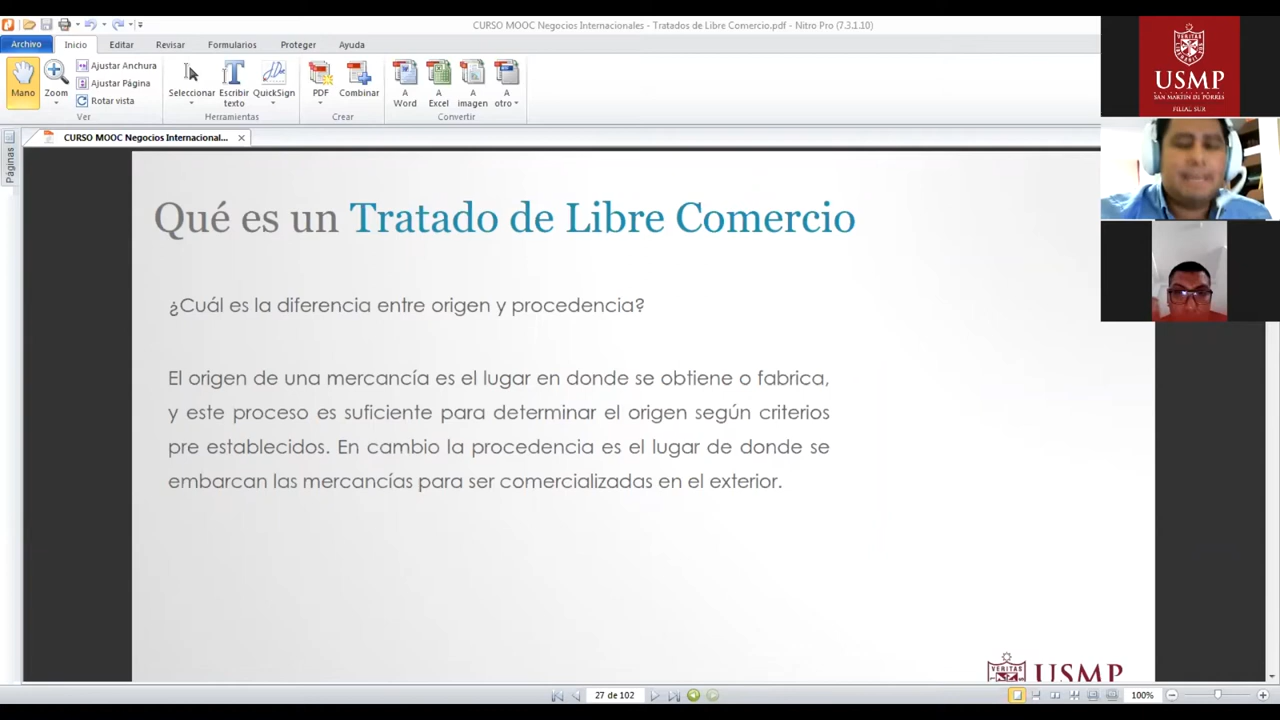 CURSO MOOC Negocios Internacionales - Tratados de Libre Comercio.pdf - Nitro Pro (7.3.1.10)
Archivo Inicio Editar Revisar Formularios Proteger Ayuda
Mano
Zoom
Ajustar Anchura
Ajustar Página
Rotar vista
Ver
Seleccionar
Escribir texto
QuickSign
Herramientas
PDF
Combinar
Crear
A Word
A Excel
A imagen
A otro
Convertir
CURSO MOOC Negocios Internacional...
Páginas
Qué es un Tratado de Libre Comercio
¿Cuál es la diferencia entre origen y procedencia?
El origen de una mercancía es el lugar en donde se obtiene o fabrica,
y este proceso es suficiente para determinar el origen según criterios
pre establecidos. En cambio la procedencia es el lugar de donde se
embarcan las mercancías para ser comercializadas en el exterior.
VERITAS
USMP
27 de 102
100%
VERITAS
USMP
UNIVERSIDAD DE
SAN MARTIN DE PORRES
FILIAL SUR